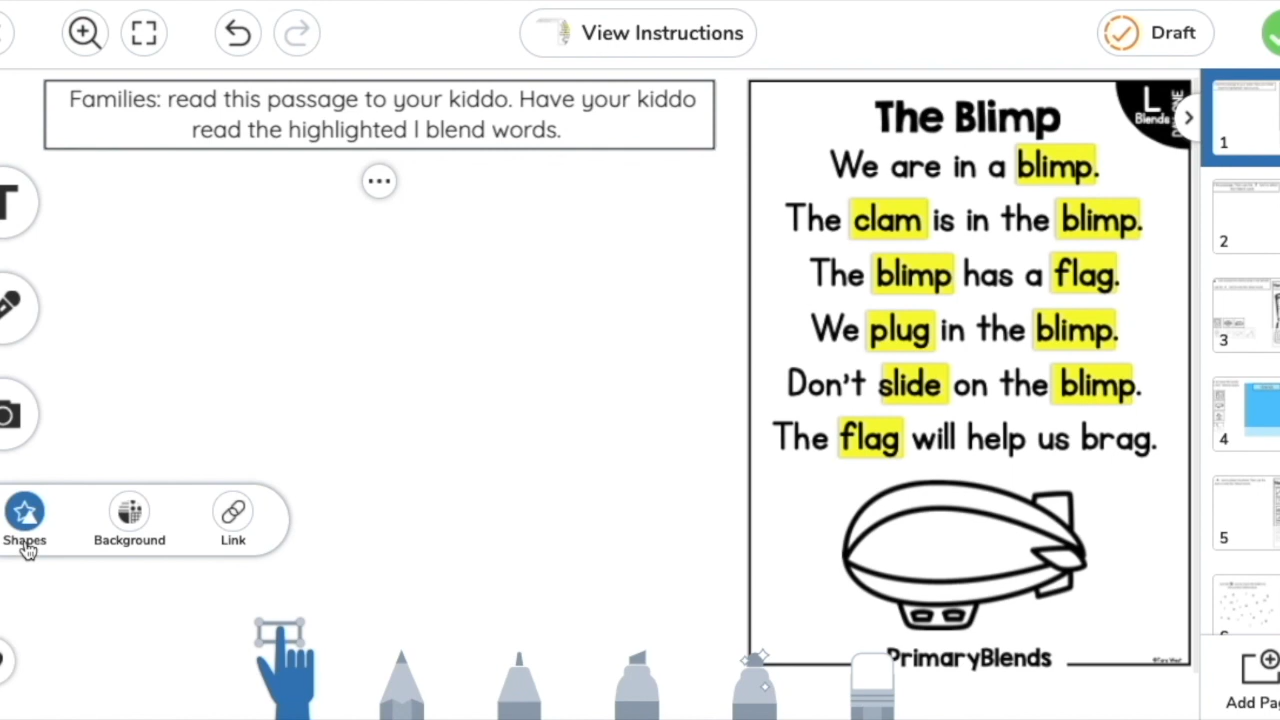 View Instructions
Draft
Families: read this passage to your kiddo. Have your kiddo
read the highlighted l blend words.
L
Blends
The Blimp
We are in a blimp.
The clam is in the blimp.
The blimp has a flag.
We plug in the blimp.
Don't slide on the blimp.
The flag will help us brag.
PrimaryBlends
T
Shapes
Background
Link
1
2
3
4
5